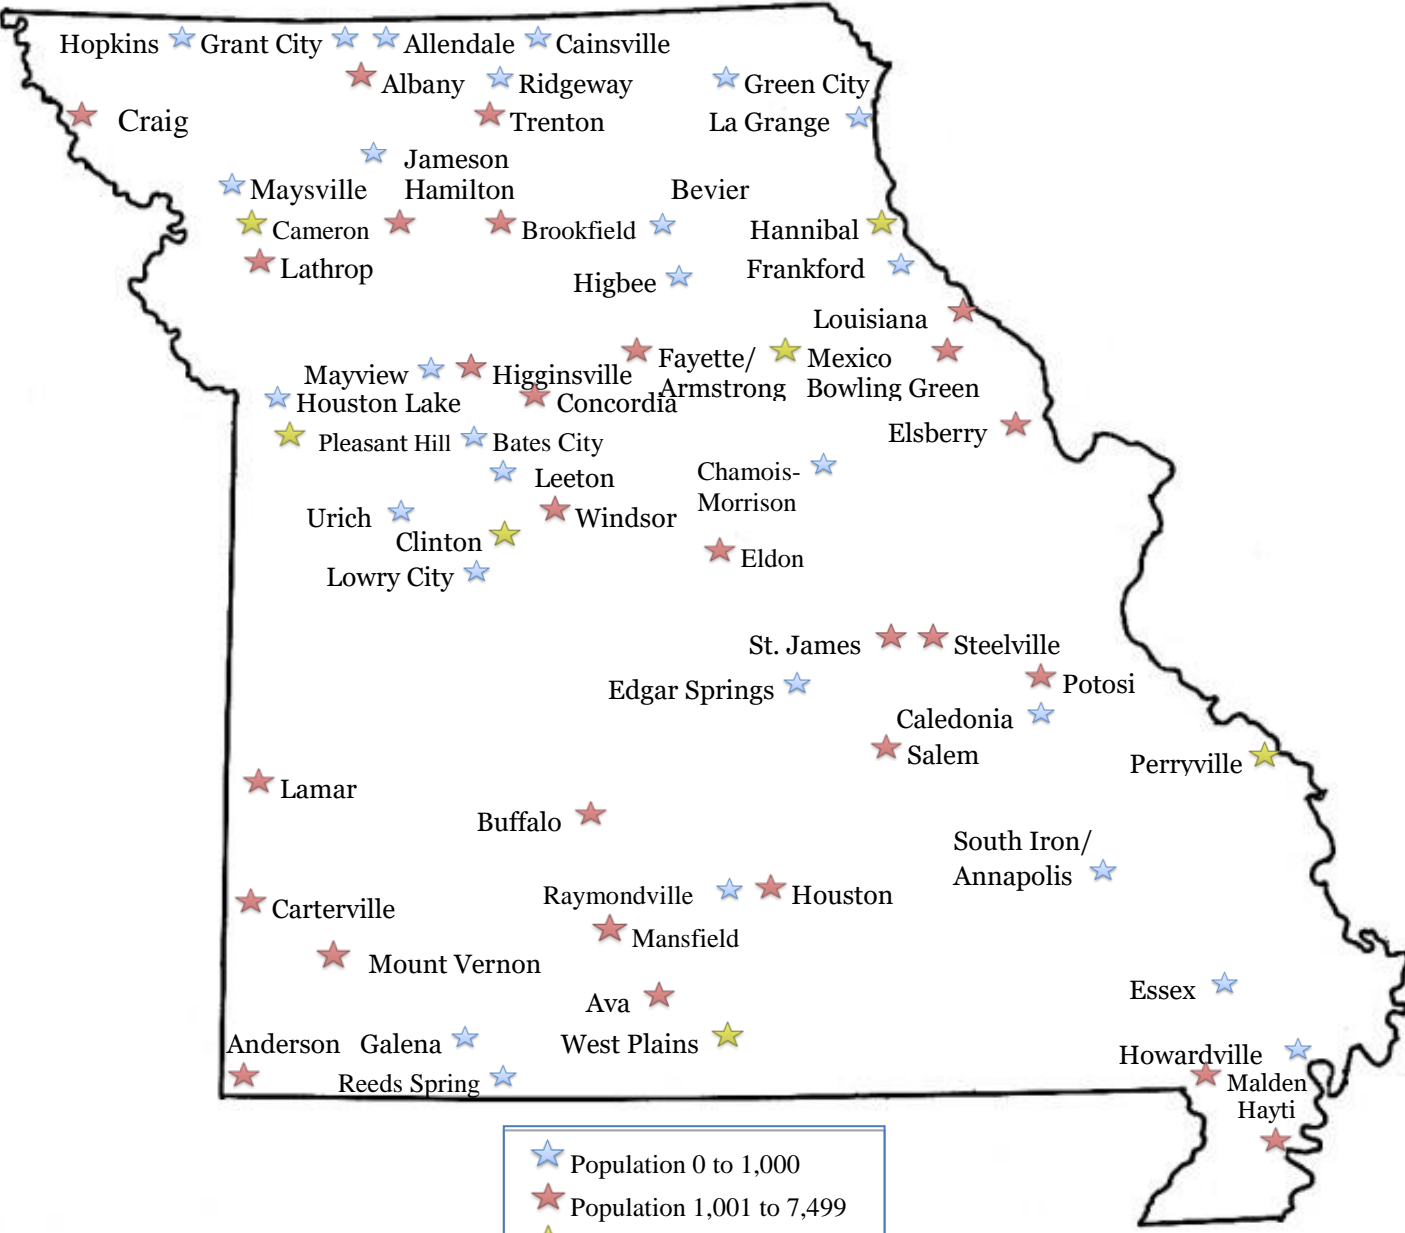 Hopkins Grant City Allendale Cainsville
Albany Ridgeway Green City
Craig Trenton La Grange
Jameson
Maysville Hamilton Bevier
Cameron Brookfield Hannibal
Lathrop Frankford
Higbee
Louisiana
Fayette/ Mexico
Mayview Higginsville Armstrong Bowling Green
Houston Lake Concordia
Elsberry
Pleasant Hill Bates City
Leeton Chamois-
Morrison
Urich Windsor
Clinton
Eldon
Lowry City
St. James Steelville
Edgar Springs Potosi
Caledonia
Salem
Perryville
Lamar
Buffalo
South Iron/
Annapolis
Raymondville Houston
Carterville
Mansfield
Mount Vernon
Essex
Ava
Anderson Galena West Plains
Howardville
Reeds Spring Malden
Hayti
Population 0 to 1,000
Population 1,001 to 7,499